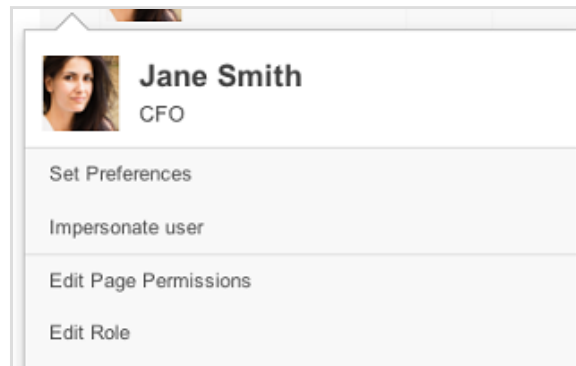 Jane Smith
CFO
Set Preferences
Impersonate user
Edit Page Permissions
Edit Role